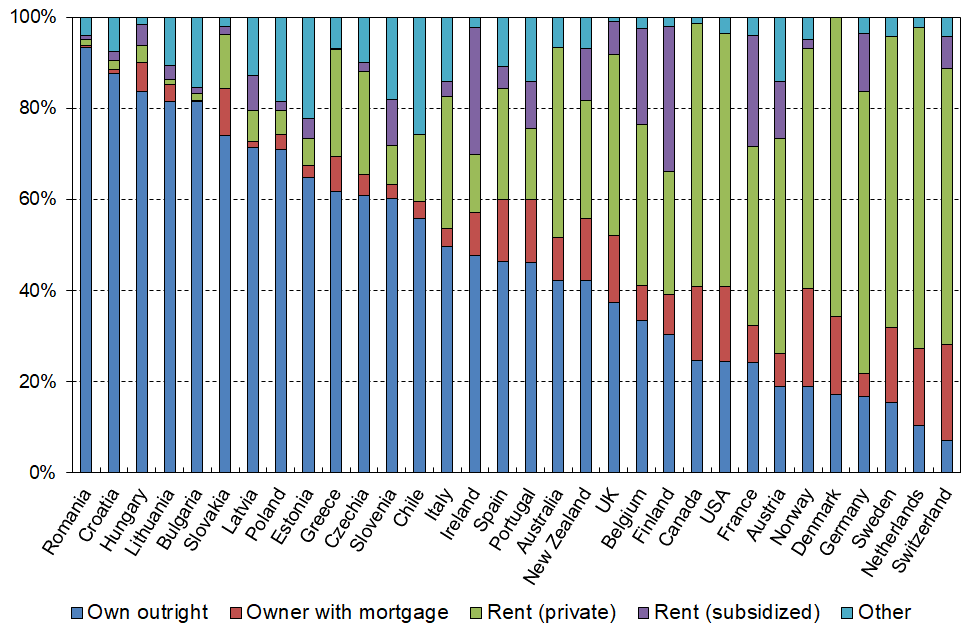 100%
80%
60%
40%
20%
0%
Romania
Croatia
Hungary
Lithuania
Bulgaria
Slovakia
Latvia
Poland
Estonia
Greece
Czechia
Slovenia
Chile
Italy
Ireland
Spain
Portugal
Australia
New Zealand
UK
Belgium
Finland
Canada
USA
France
Austria
Norway
Denmark
Germany
Sweden
Netherlands
Switzerland
Own outright Owner with mortgage Rent (private) Rent (subsidized) Other